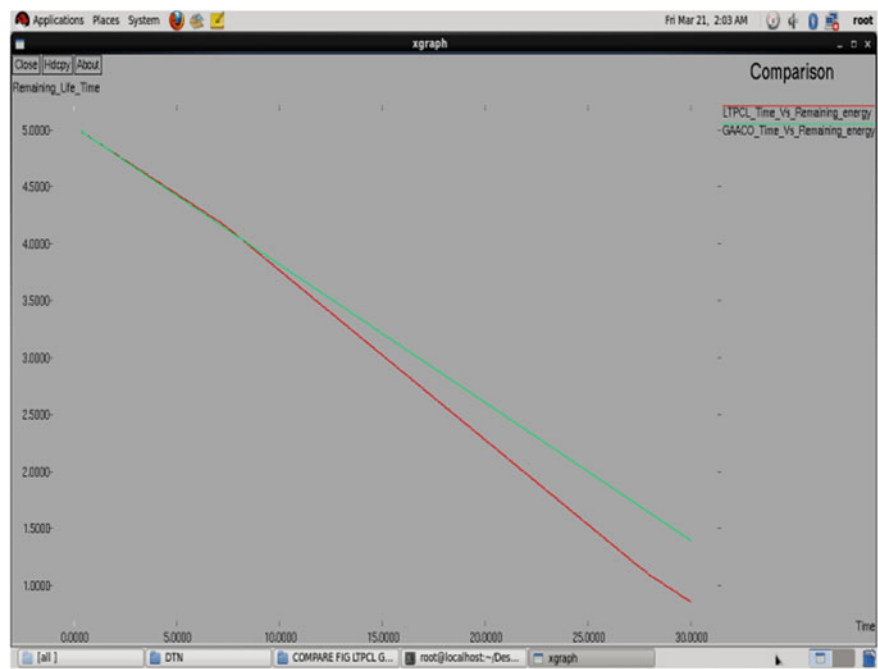 Applications Places System Fri Mar 21, 2:03 AM root
xgraph
Close Hdcpy About
Comparison
Remaining_Life_Time
LTPCL_Time_Vs_Remaining_energy
GAACO_Time_Vs_Remaining_energy
5.0000
4.5000
4.0000
3.5000
3.0000
2.5000
2.0000
1.5000
1.0000
Time
0.0000 5.0000 10.0000 15.0000 20.0000 25.0000 30.0000
[all ] DTN COMPARE FIG LTPCL G... root@localhost:~/Des... xgraph